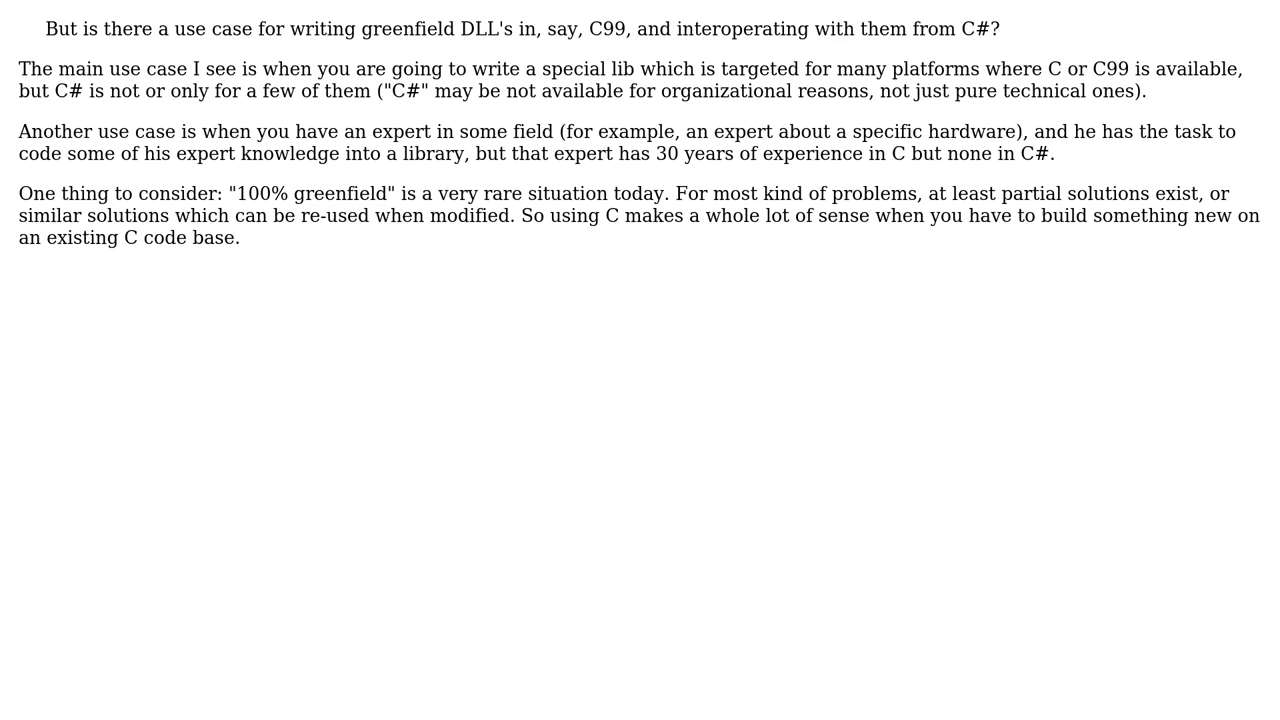 But is there a use case for writing greenfield DLL's in, say, C99, and interoperating with them from C#?
The main use case I see is when you are going to write a special lib which is targeted for many platforms where C or C99 is available,
but C# is not or only for a few of them ("C#" may be not available for organizational reasons, not just pure technical ones).
Another use case is when you have an expert in some field (for example, an expert about a specific hardware), and he has the task to
code some of his expert knowledge into a library, but that expert has 30 years of experience in C but none in C#.
One thing to consider: "100% greenfield" is a very rare situation today. For most kind of problems, at least partial solutions exist, or
similar solutions which can be re-used when modified. So using C makes a whole lot of sense when you have to build something new on
an existing C code base.